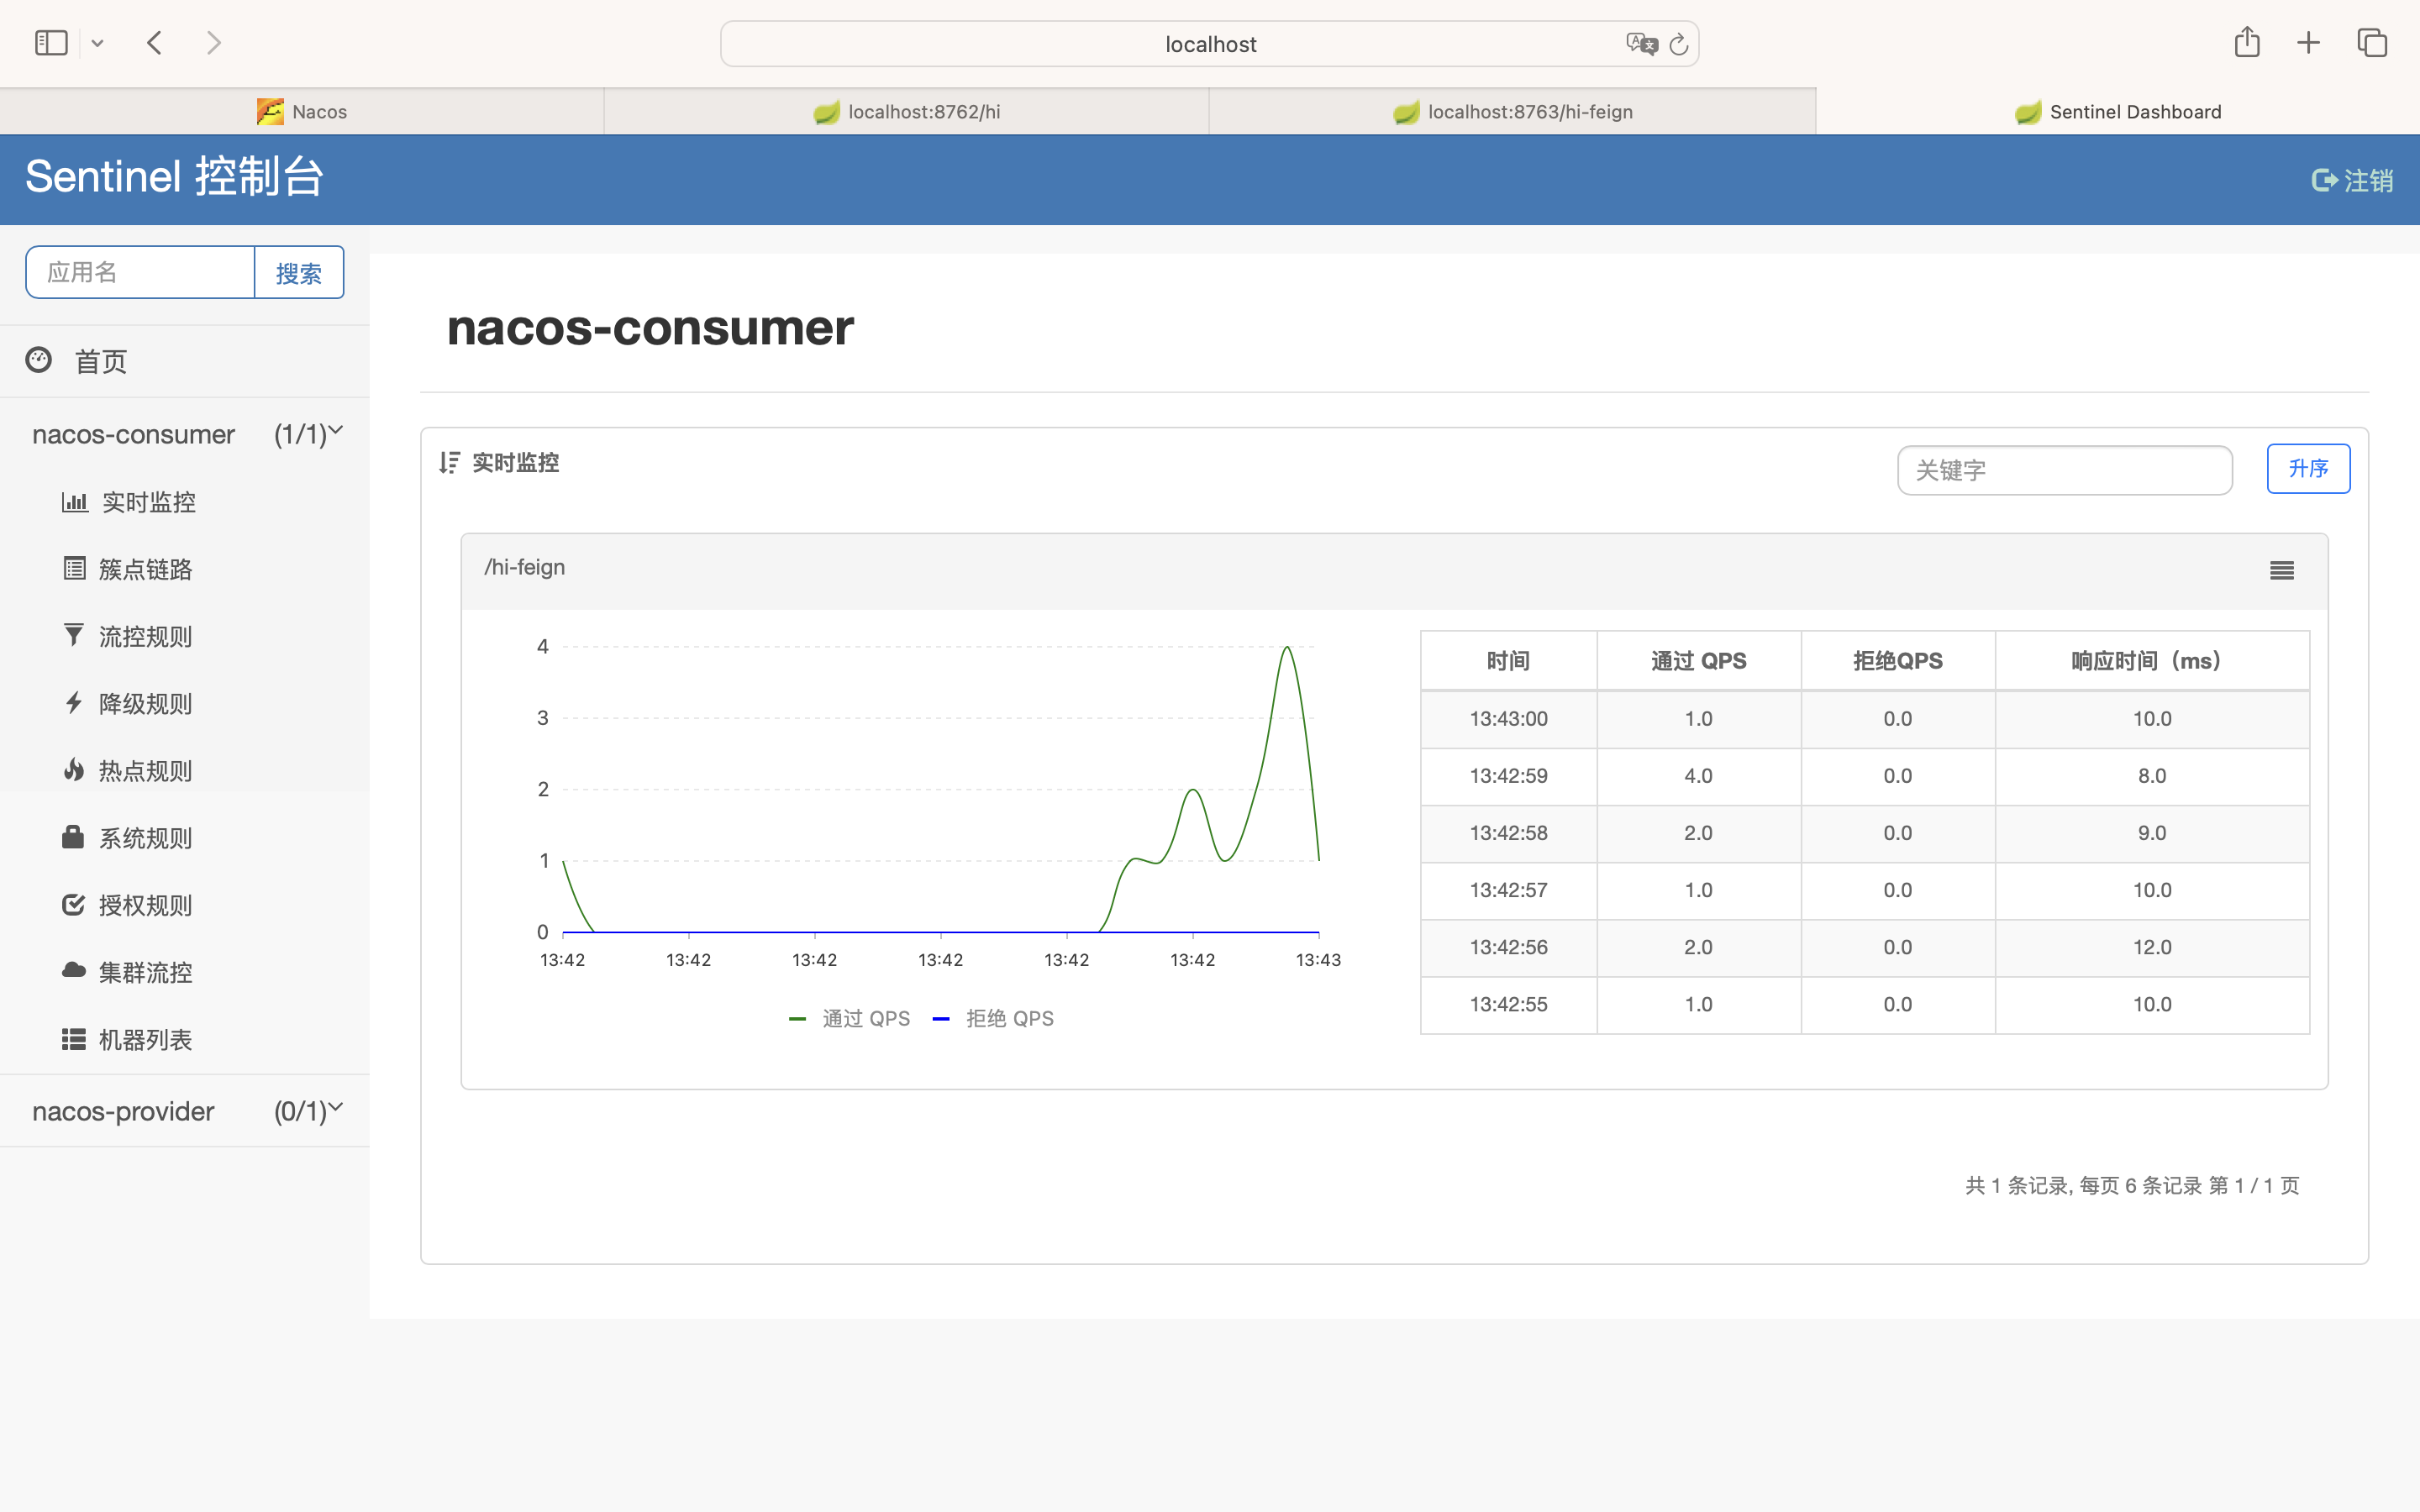 localhost
Nacos
localhost:8762/hi
localhost:8763/hi-feign
Sentinel Dashboard
Sentinel 控制台
注销
应用名
搜索
首页
nacos-consumer (1/1)
实时监控
簇点链路
流控规则
降级规则
热点规则
系统规则
授权规则
集群流控
机器列表
nacos-provider (0/1)
nacos-consumer
实时监控
关键字
升序
/hi-feign
4
3
2
1
0
13:42 13:42 13:42 13:42 13:42 13:42 13:43
通过 QPS 拒绝 QPS
时间 通过 QPS 拒绝QPS 响应时间（ms）
13:43:00 1.0 0.0 10.0
13:42:59 4.0 0.0 8.0
13:42:58 2.0 0.0 9.0
13:42:57 1.0 0.0 10.0
13:42:56 2.0 0.0 12.0
13:42:55 1.0 0.0 10.0
共 1 条记录, 每页 6 条记录 第 1 / 1 页